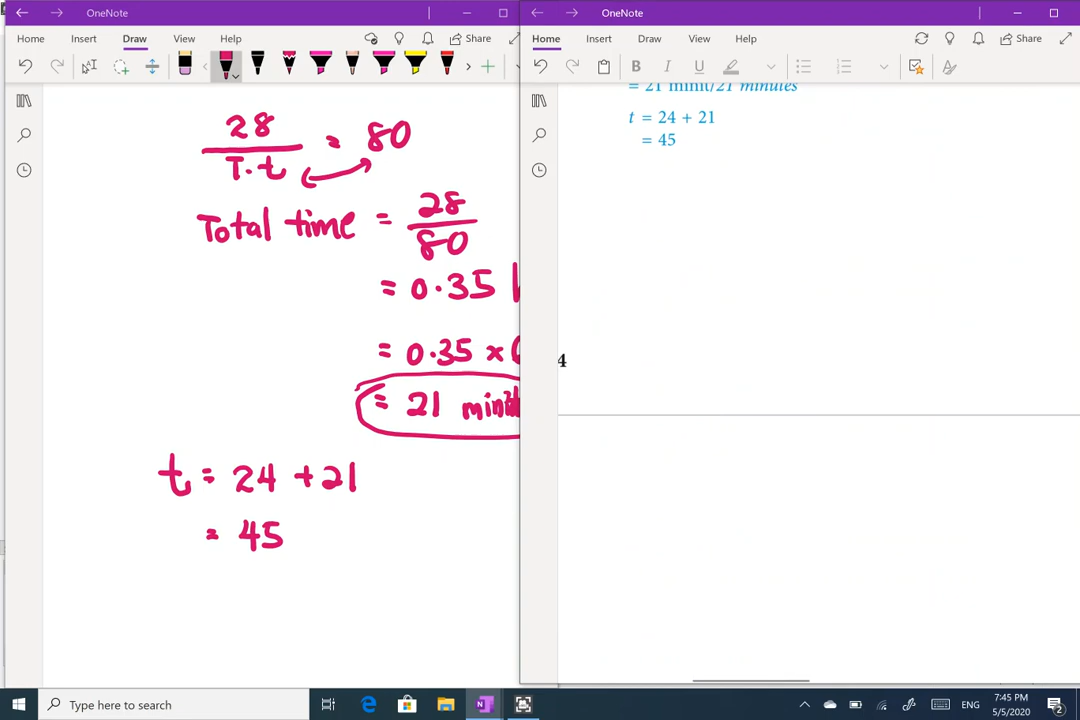 OneNote
Home Insert Draw View Help Share
28
T.t = 80
Total time = 28
80
= 0.35 h
= 0.35 ×
= 21 minit
t = 24 + 21
= 45
OneNote
Home Insert Draw View Help Share
B I U A
= 21 minit/21 minutes
t = 24 + 21
= 45
4
Type here to search
ENG
7:45 PM
5/5/2020
2